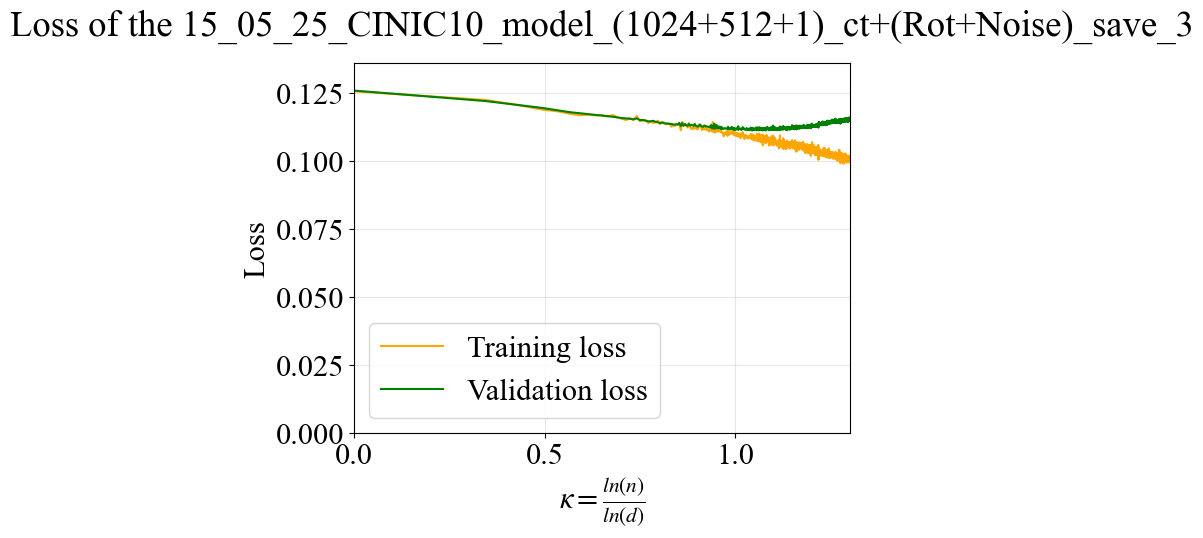 Loss of the 15_05_25_CINIC10_model_(1024+512+1)_ct+(Rot+Noise)_save_3
0.125
0.100
0.075
0.050
0.025
0.000
Loss
Training loss
Validation loss
0.0 0.5 1.0
κ = ln(n)/ln(d)